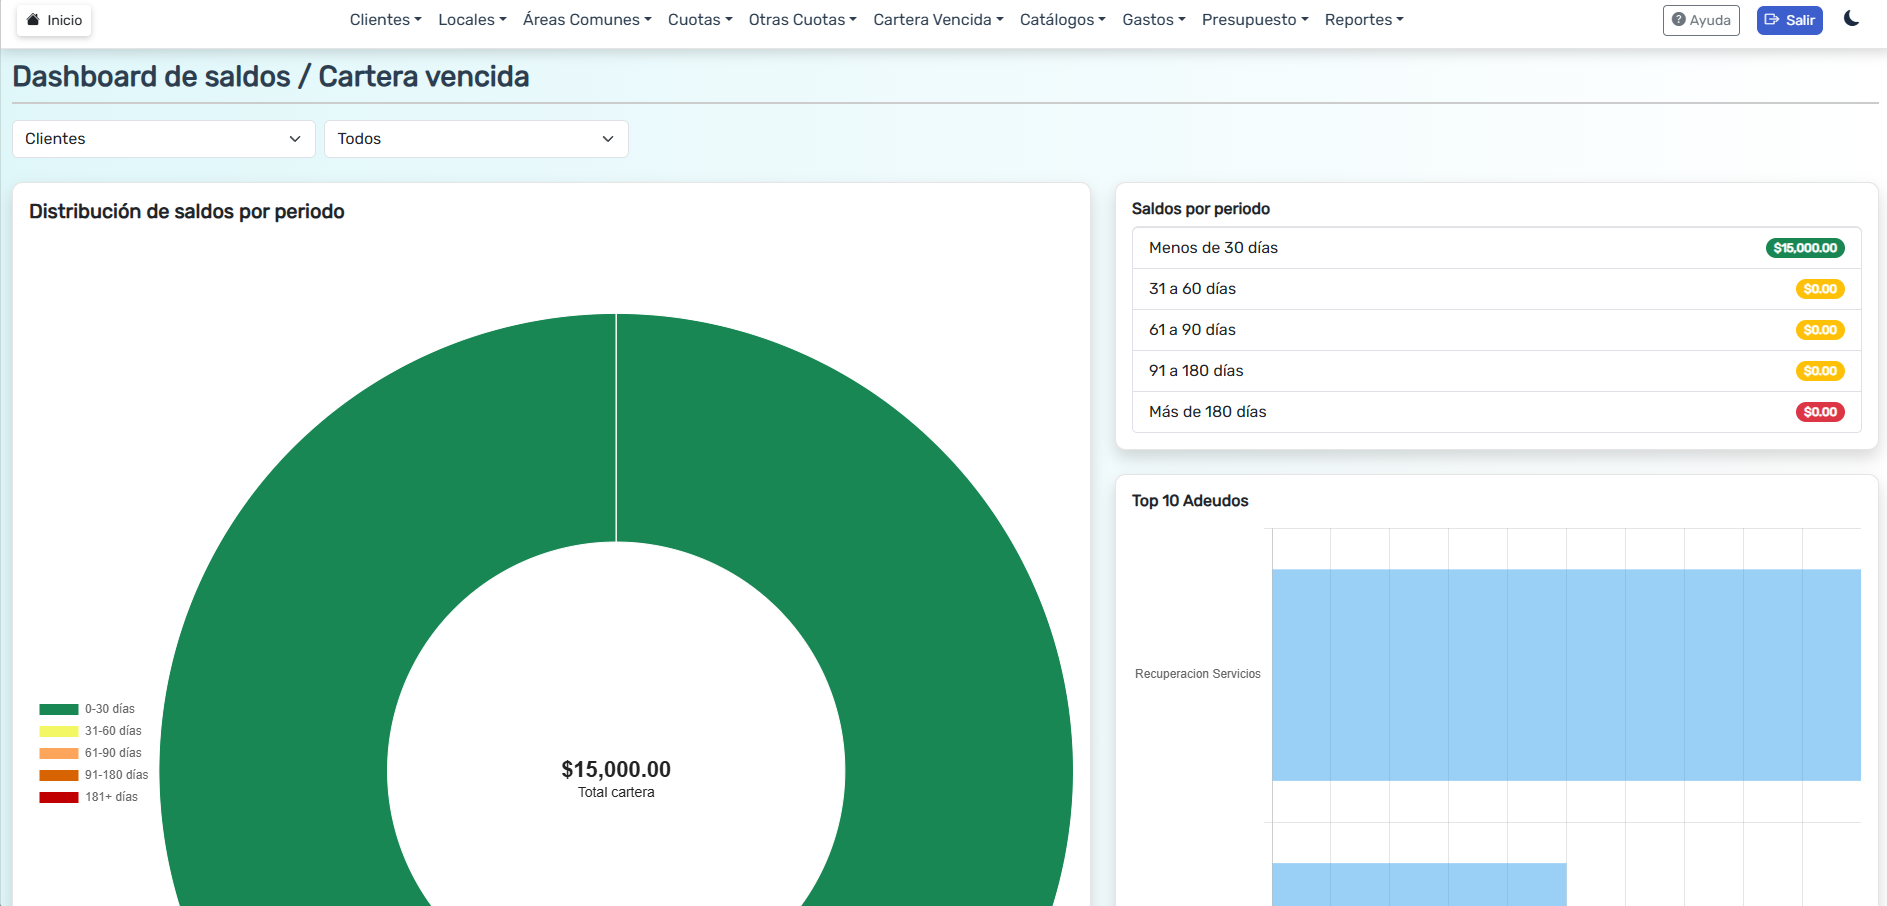 Inicio
Clientes
Locales
Áreas Comunes
Cuotas
Otras Cuotas
Cartera Vencida
Catálogos
Gastos
Presupuesto
Reportes
Ayuda
Salir
Dashboard de saldos / Cartera vencida
Clientes
Todos
Distribución de saldos por periodo
0-30 días
31-60 días
61-90 días
91-180 días
181+ días
$15,000.00
Total cartera
Saldos por periodo
Menos de 30 días $15,000.00
31 a 60 días $0.00
61 a 90 días $0.00
91 a 180 días $0.00
Más de 180 días $0.00
Top 10 Adeudos
Recuperacion Servicios